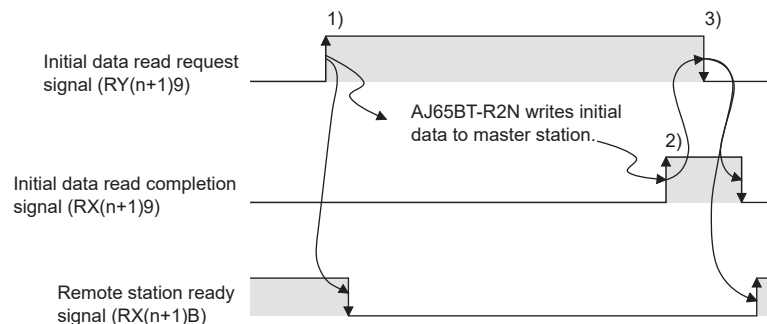 1)
3)
Initial data read request
signal (RY(n+1)9)
AJ65BT-R2N writes initial
data to master station.
2)
Initial data read completion
signal (RX(n+1)9)
Remote station ready
signal (RX(n+1)B)